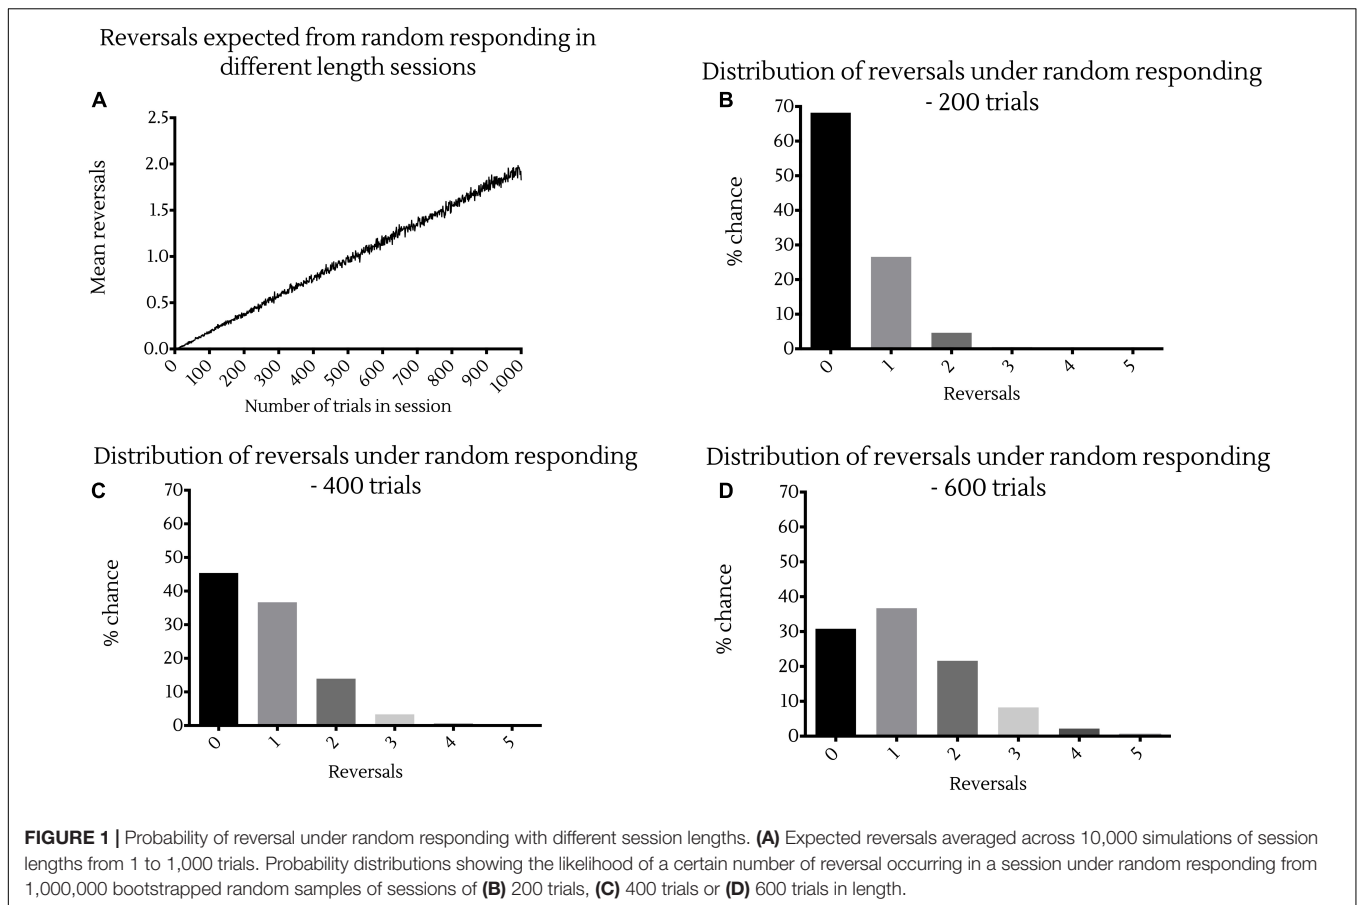 Reversals expected from random responding in
different length sessions
A
2.5
2.0
1.5
1.0
0.5
0.0
Mean reversals
0 100 200 300 400 500 600 700 800 900 1000
Number of trials in session
Distribution of reversals under random responding
- 200 trials
B
70
60
50
40
30
20
10
0
% chance
0 1 2 3 4 5
Reversals
Distribution of reversals under random responding
- 400 trials
C
70
60
50
40
30
20
10
0
% chance
0 1 2 3 4 5
Reversals
Distribution of reversals under random responding
- 600 trials
D
70
60
50
40
30
20
10
0
% chance
0 1 2 3 4 5
Reversals
FIGURE 1 | Probability of reversal under random responding with different session lengths. (A) Expected reversals averaged across 10,000 simulations of session
lengths from 1 to 1,000 trials. Probability distributions showing the likelihood of a certain number of reversal occurring in a session under random responding from
1,000,000 bootstrapped random samples of sessions of (B) 200 trials, (C) 400 trials or (D) 600 trials in length.